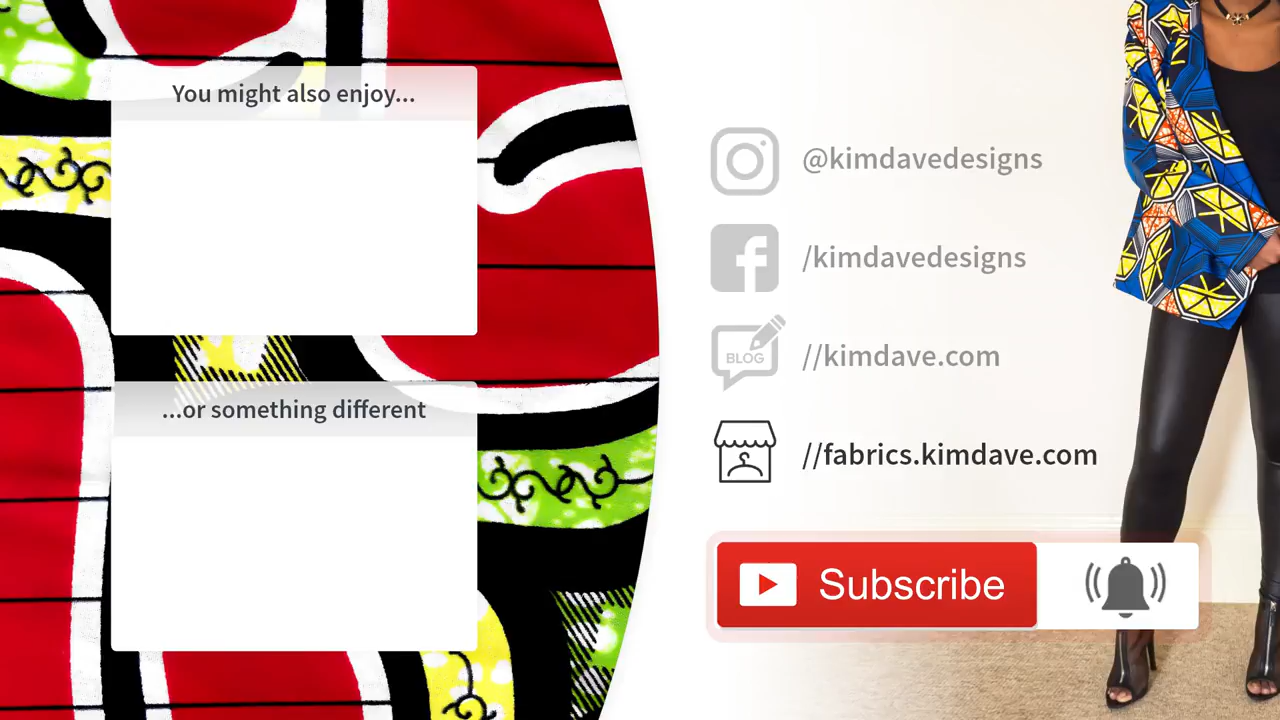 You might also enjoy...
...or something different
@kimdavedesigns
/kimdavedesigns
BLOG
//kimdave.com
//fabrics.kimdave.com
Subscribe